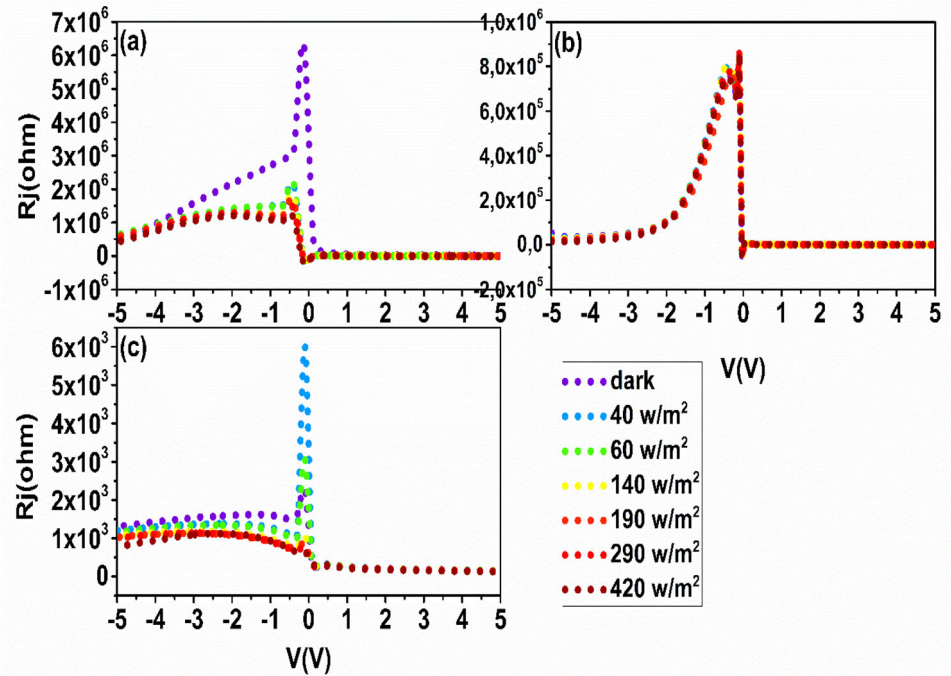 (a)
Rj(ohm)
7x10⁶
6x10⁶
5x10⁶
4x10⁶
3x10⁶
2x10⁶
1x10⁶
0
-1x10⁶
-5 -4 -3 -2 -1 0 1 2 3 4 5
(b)
1,0x10⁶
8,0x10⁵
6,0x10⁵
4,0x10⁵
2,0x10⁵
0,0
-2,0x10⁵
-5 -4 -3 -2 -1 0 1 2 3 4 5
V(V)
(c)
Rj(ohm)
6x10³
5x10³
4x10³
3x10³
2x10³
1x10³
0
-5 -4 -3 -2 -1 0 1 2 3 4 5
V(V)
dark
40 w/m²
60 w/m²
140 w/m²
190 w/m²
290 w/m²
420 w/m²